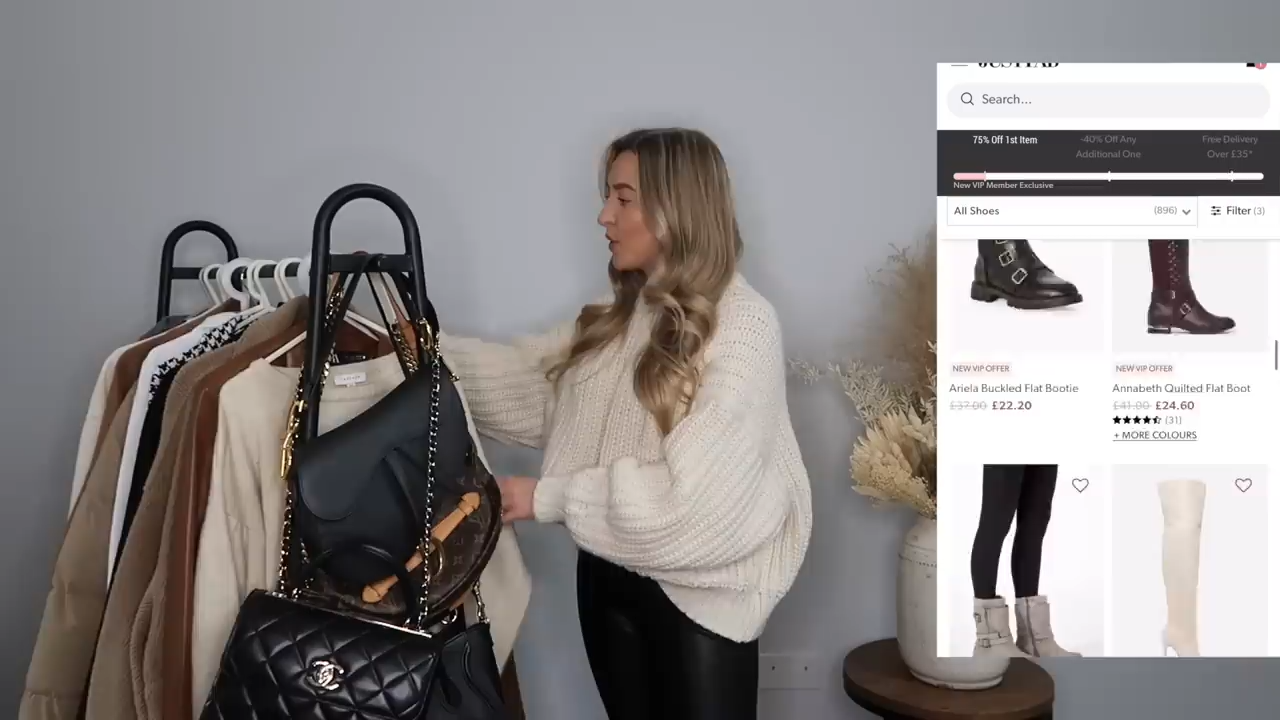 JUSTFAB
Search...
75% Off 1st Item
-40% Off Any
Additional One
Free Delivery
Over £35*
New VIP Member Exclusive
All Shoes
(896)
Filter (3)
NEW VIP OFFER
Ariela Buckled Flat Bootie
£37.00 £22.20
NEW VIP OFFER
Annabeth Quilted Flat Boot
£41.00 £24.60
(31)
+ MORE COLOURS